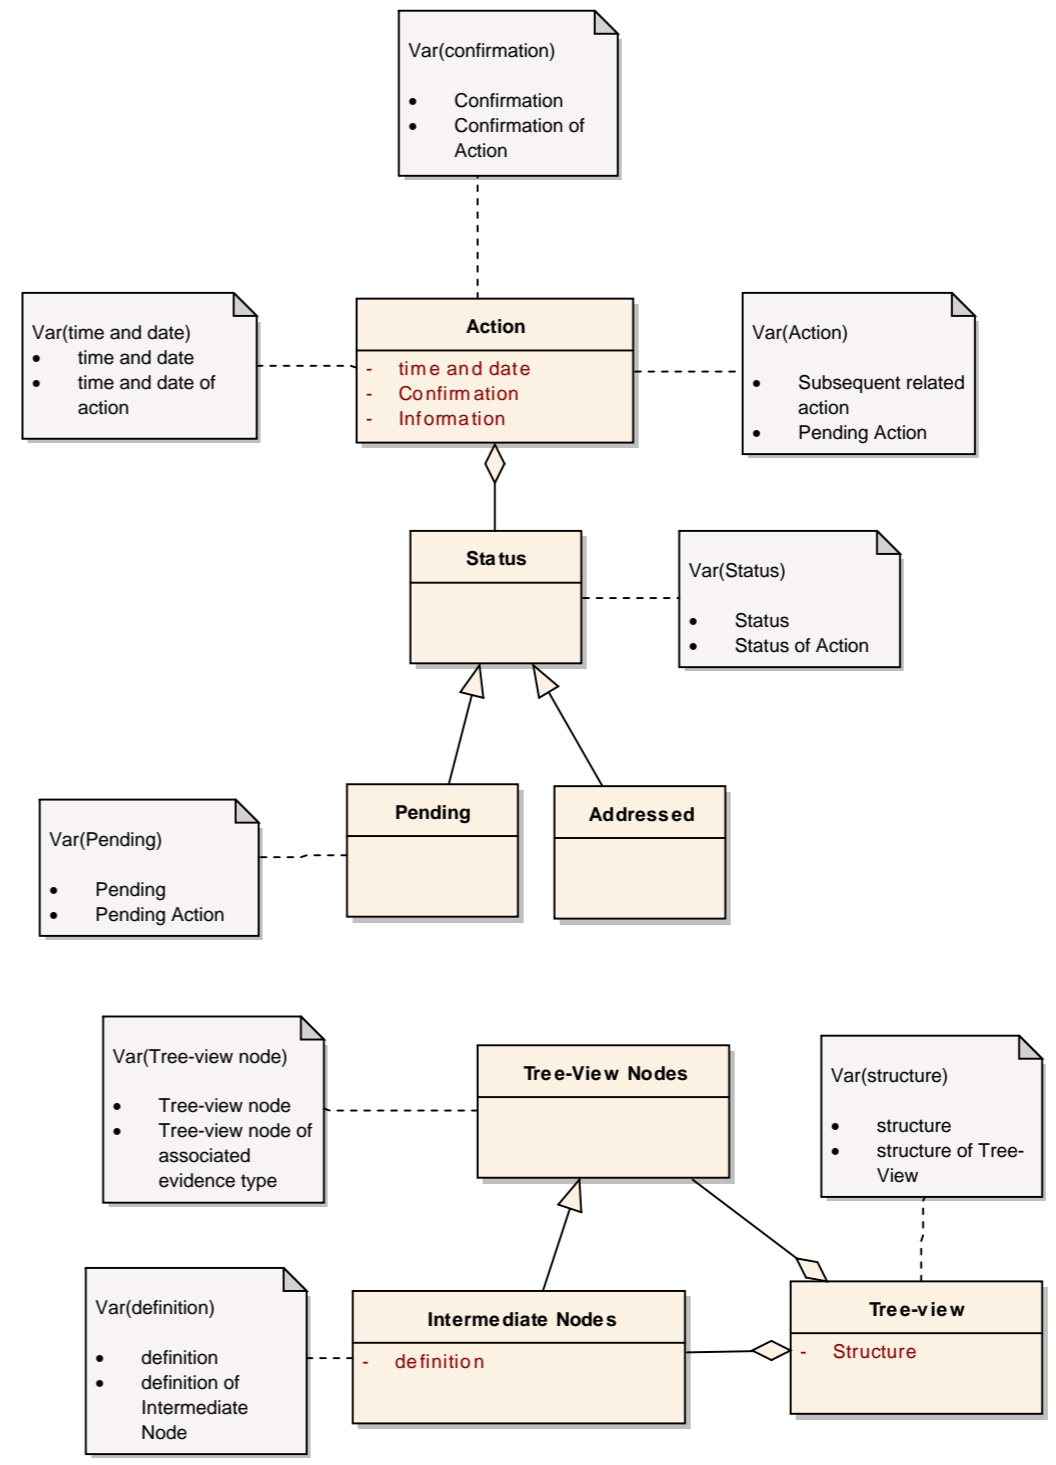 Var(confirmation)
• Confirmation
• Confirmation of
Action
Var(time and date)
• time and date
• time and date of
action
Action
- time and date
- Confirmation
- Information
Var(Action)
• Subsequent related
action
• Pending Action
Status
Var(Status)
• Status
• Status of Action
Var(Pending)
• Pending
• Pending Action
Pending
Addressed
Var(Tree-view node)
• Tree-view node
• Tree-view node of
associated
evidence type
Tree-View Nodes
Var(structure)
• structure
• structure of Tree-
View
Var(definition)
• definition
• definition of
Intermediate
Node
Intermediate Nodes
- definition
Tree-view
- Structure